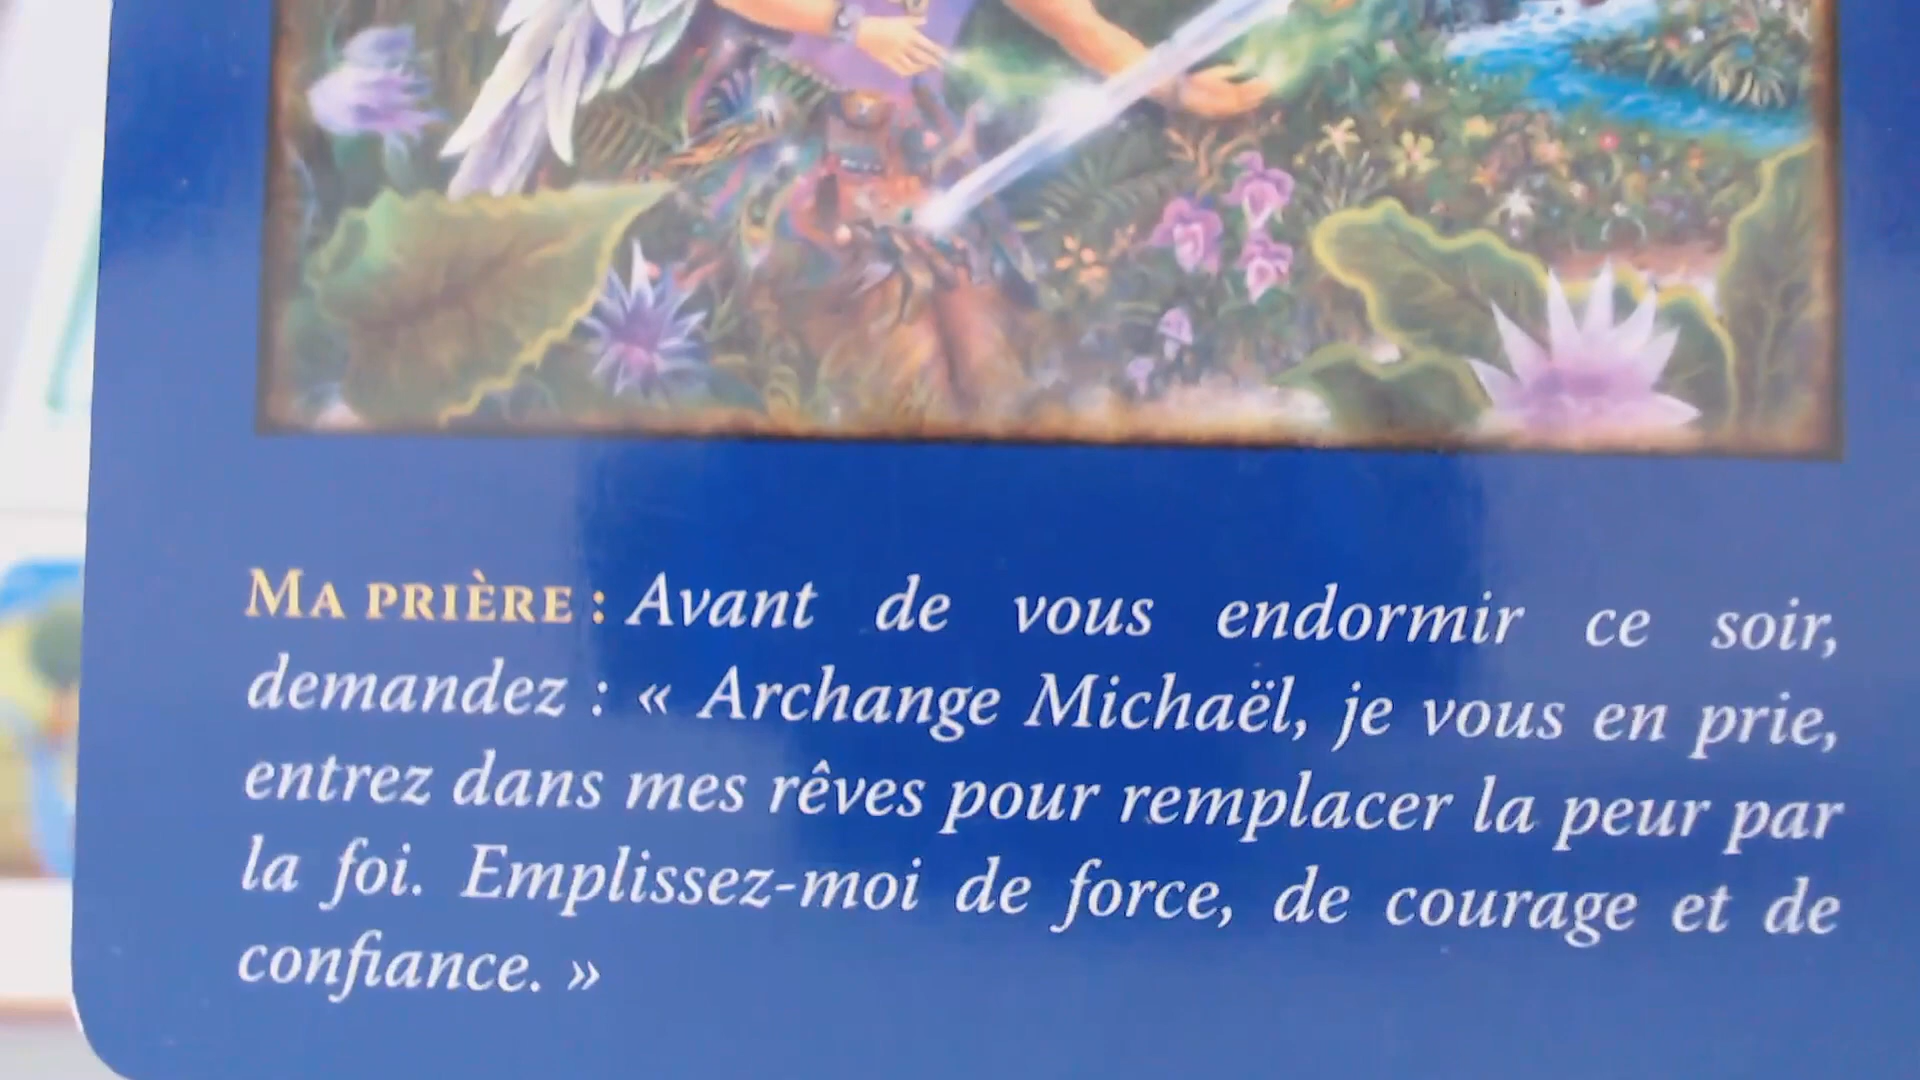 MA PRIÈRE : Avant de vous endormir ce soir,
demandez : « Archange Michaël, je vous en prie,
entrez dans mes rêves pour remplacer la peur par
la foi. Emplissez-moi de force, de courage et de
confiance. »